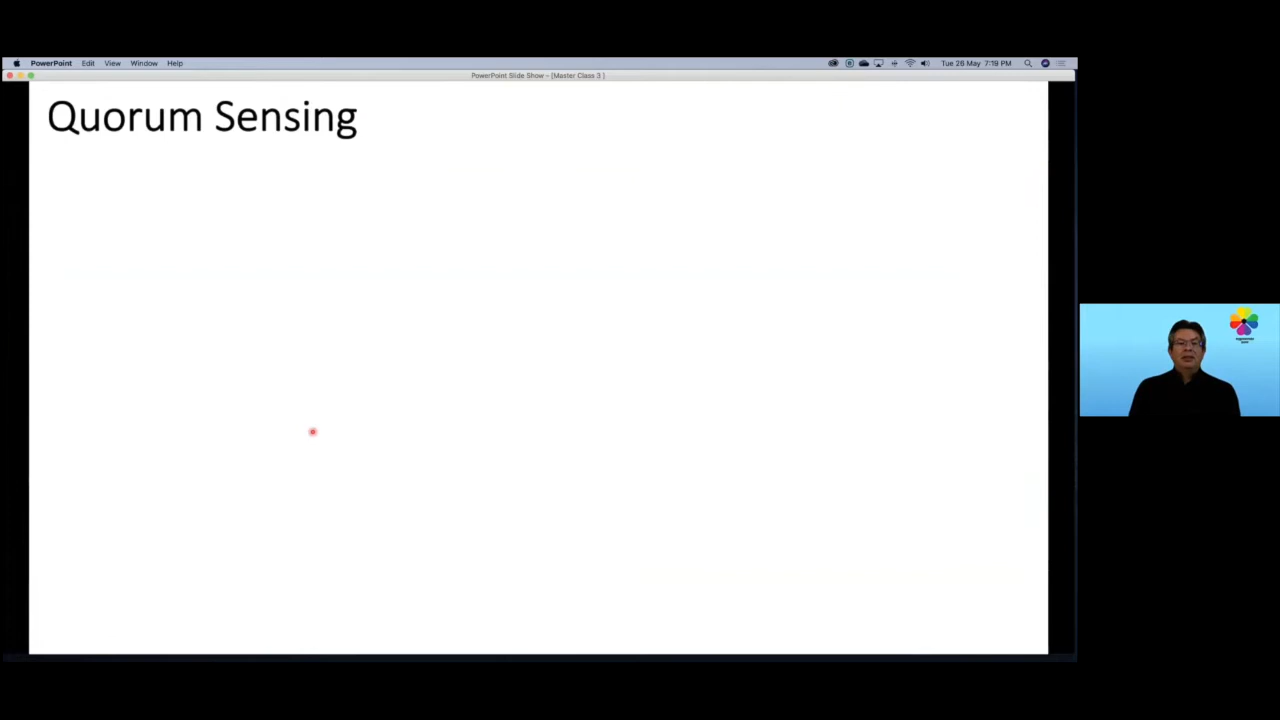 PowerPoint Edit View Window Help Tue 26 May 7:19 PM
PowerPoint Slide Show - [Master Class 3 ]
Quorum Sensing